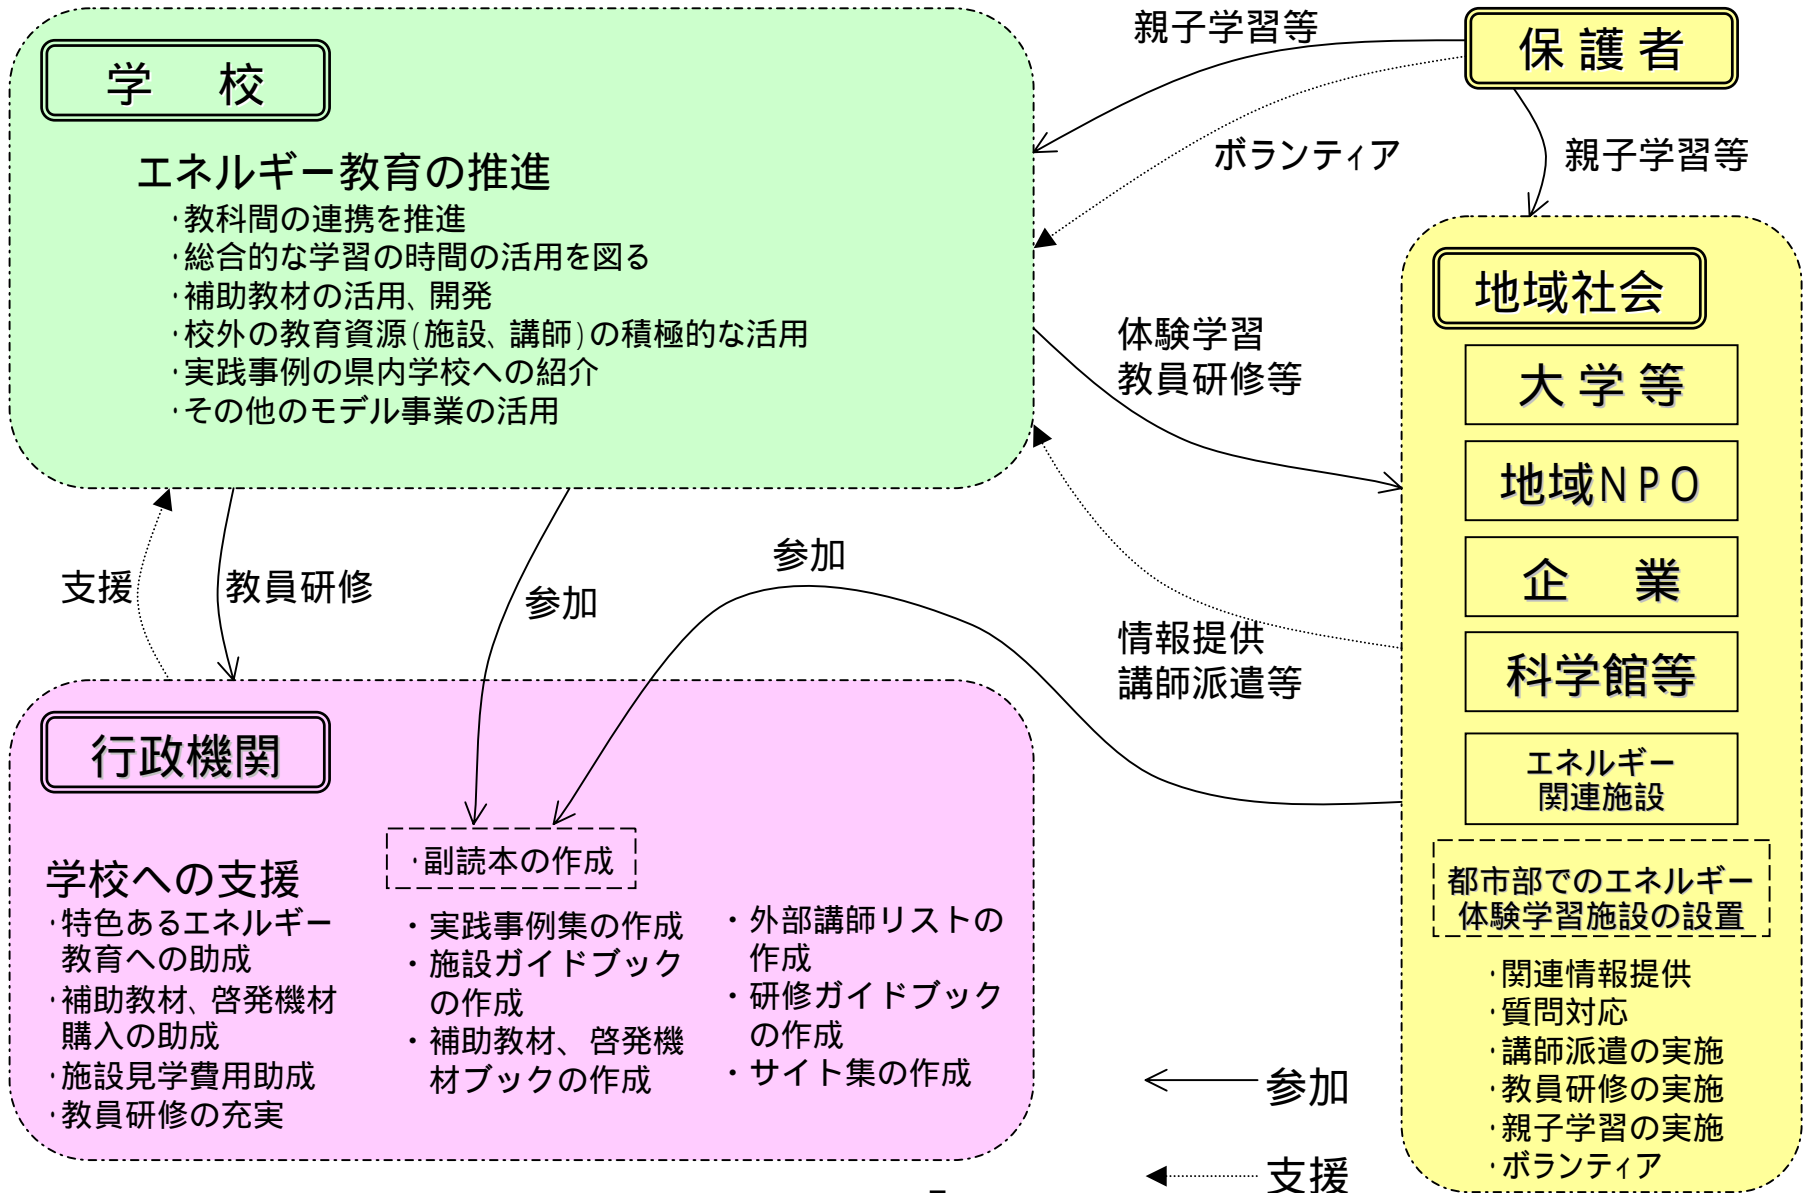 学　校
エネルギー教育の推進
・教科間の連携を推進
・総合的な学習の時間の活用を図る
・補助教材の活用、開発
・校外の教育資源(施設、講師)の積極的な活用
・実践事例の県内学校への紹介
・その他のモデル事業の活用
親子学習等
保護者
ボランティア
親子学習等
体験学習
教員研修等
地域社会
大学等
地域NPO
企　業
科学館等
エネルギー
関連施設
都市部でのエネルギー
体験学習施設の設置
・関連情報提供
・質問対応
・講師派遣の実施
・教員研修の実施
・親子学習の実施
・ボランティア
支援
教員研修
参加
参加
情報提供
講師派遣等
行政機関
学校への支援
・特色あるエネルギー
教育への助成
・補助教材、啓発機材
購入の助成
・施設見学費用助成
・教員研修の充実
・副読本の作成
・実践事例集の作成
・施設ガイドブック
の作成
・補助教材、啓発機
材ブックの作成
・外部講師リストの
作成
・研修ガイドブック
の作成
・サイト集の作成
参加
支援